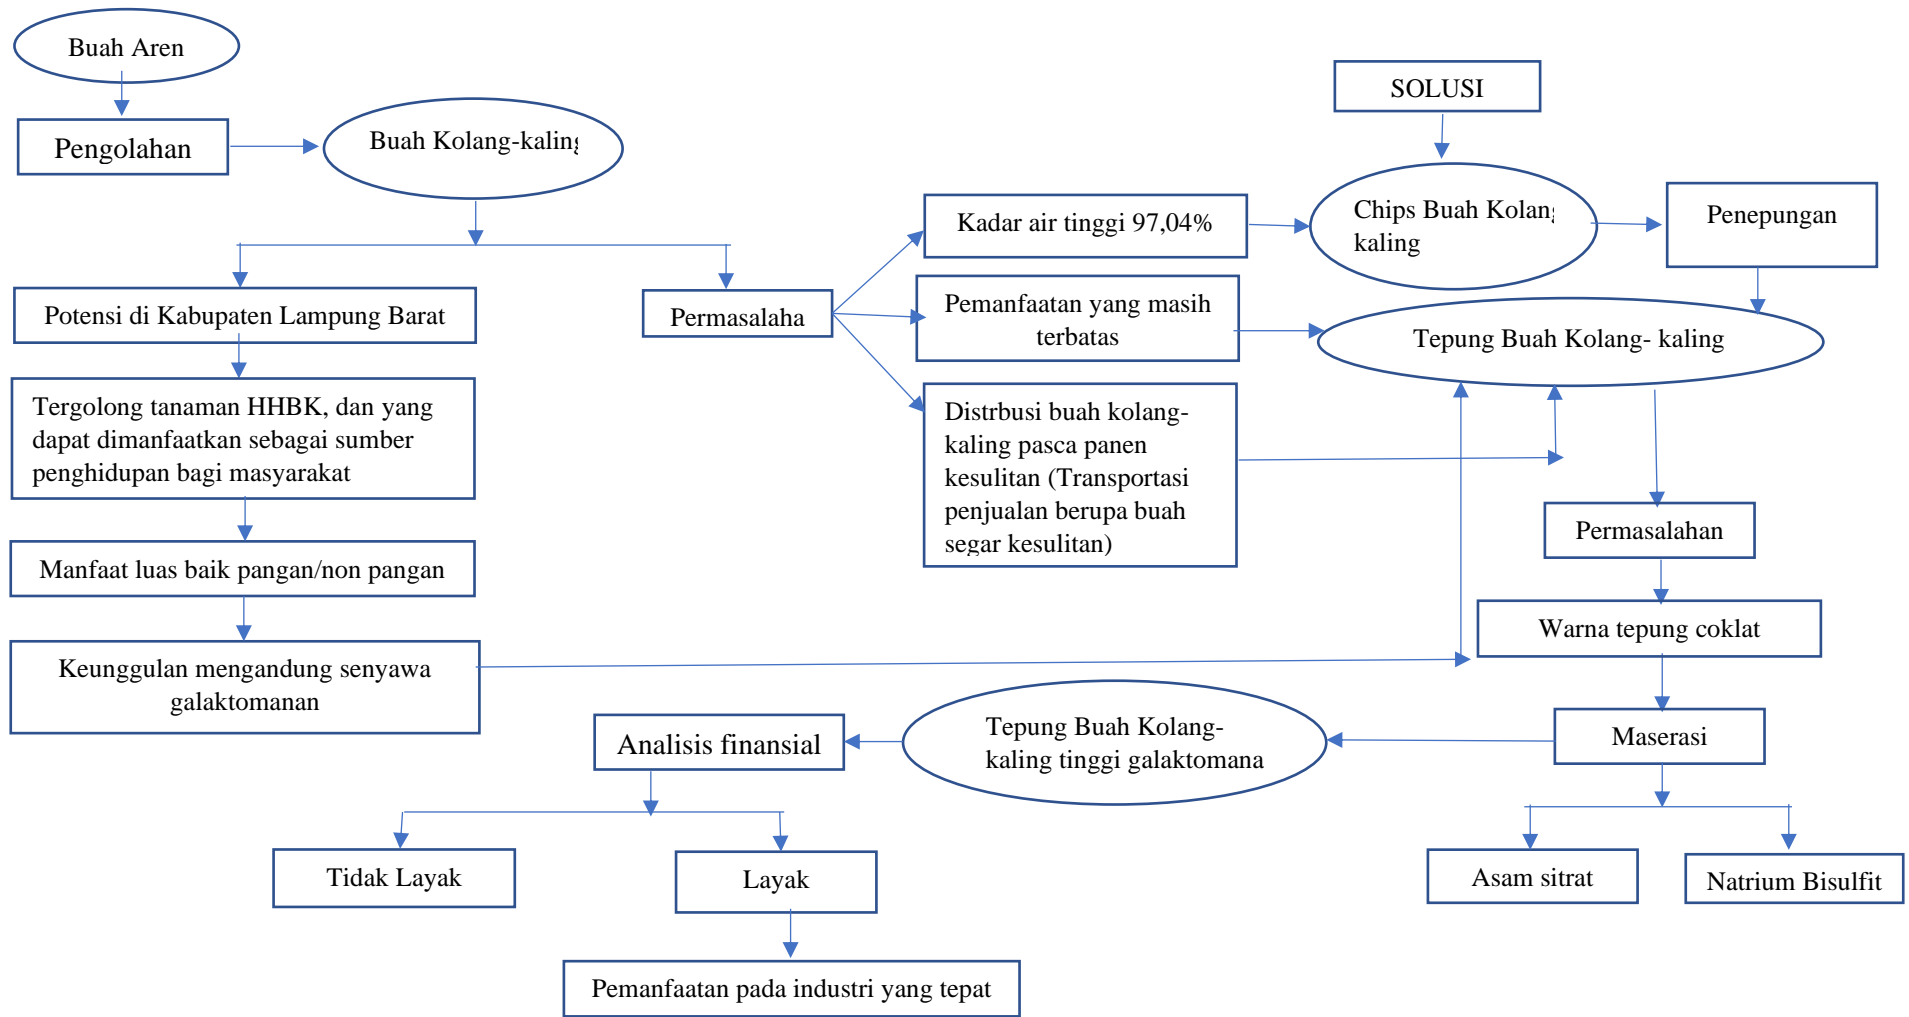 Buah Aren
SOLUSI
Pengolahan
Buah Kolang-kaling
Kadar air tinggi 97,04%
Chips Buah Kolang
kaling
Penepungan
Potensi di Kabupaten Lampung Barat
Permasalaha
Pemanfaatan yang masih
terbatas
Tepung Buah Kolang- kaling
Tergolong tanaman HHBK, dan yang
dapat dimanfaatkan sebagai sumber
penghidupan bagi masyarakat
Distrbusi buah kolang-
kaling pasca panen
kesulitan (Transportasi
penjualan berupa buah
segar kesulitan)
Permasalahan
Manfaat luas baik pangan/non pangan
Warna tepung coklat
Keunggulan mengandung senyawa
galaktomanan
Maserasi
Tepung Buah Kolang-
kaling tinggi galaktomana
Analisis finansial
Tidak Layak
Layak
Asam sitrat
Natrium Bisulfit
Pemanfaatan pada industri yang tepat